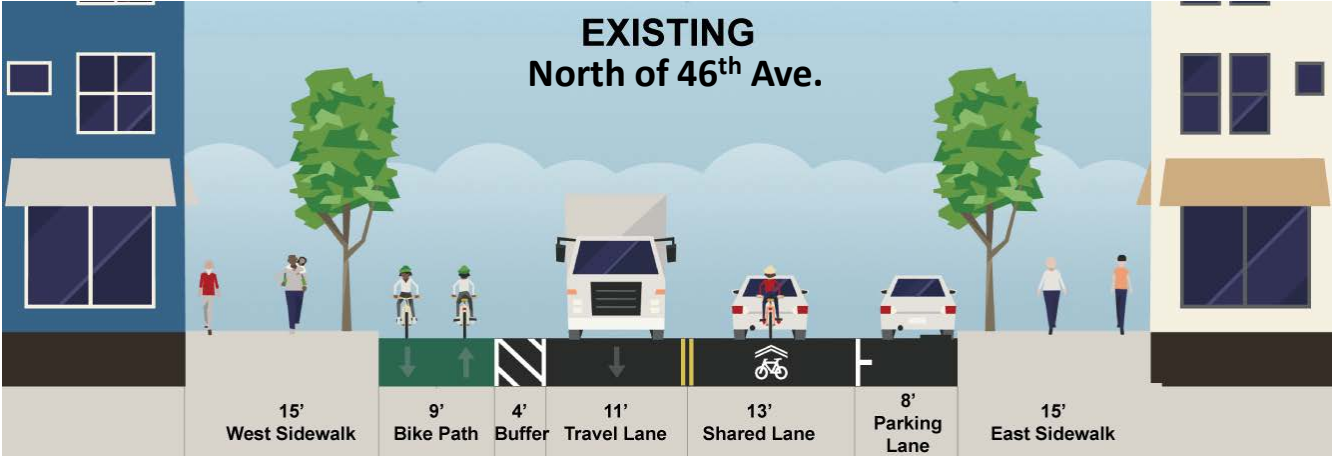 EXISTING
North of 46th Ave.
15'
West Sidewalk
9'
Bike Path
4'
Buffer
11'
Travel Lane
13'
Shared Lane
8'
Parking
Lane
15'
East Sidewalk